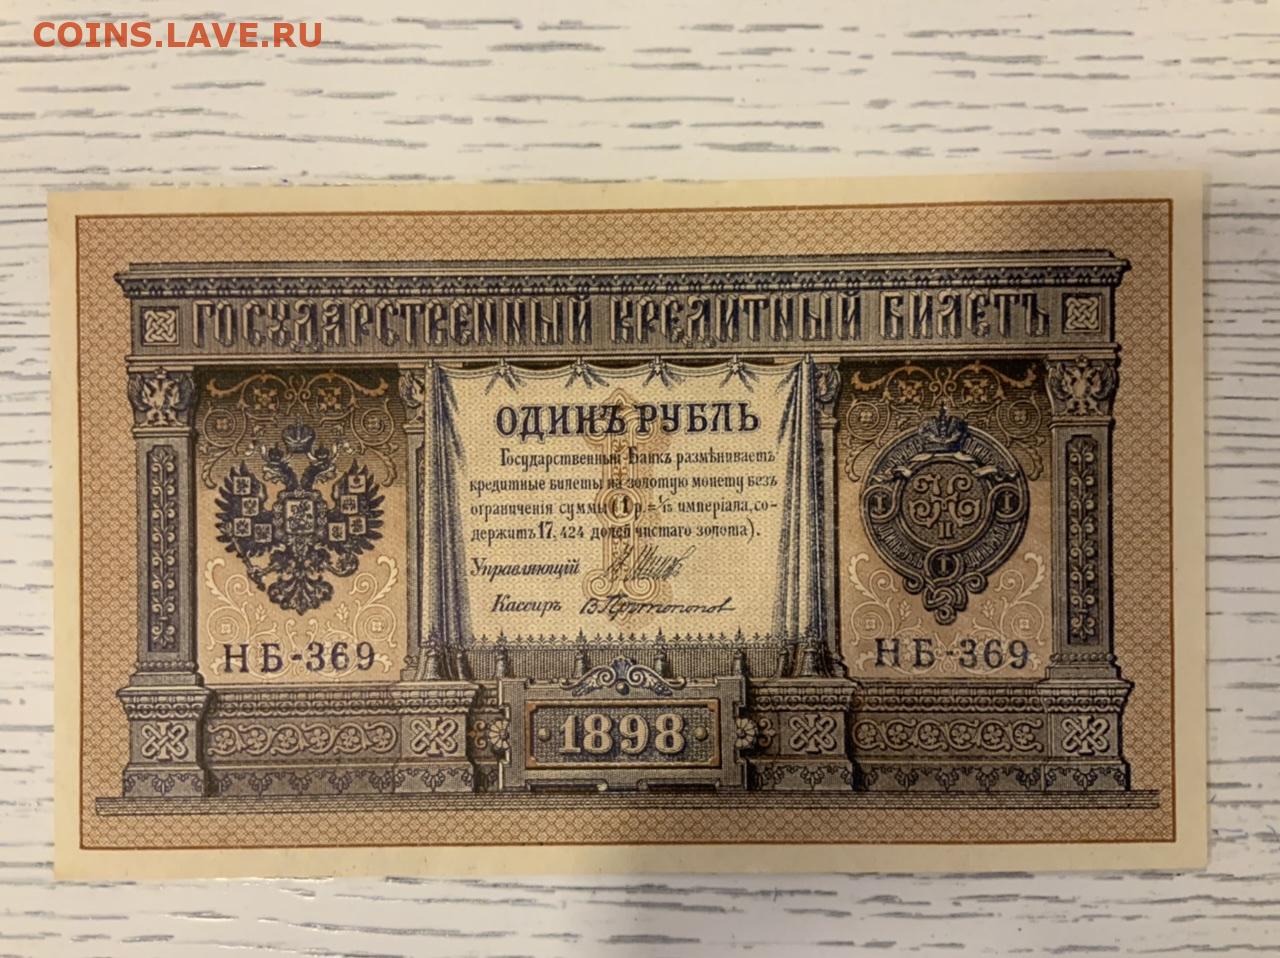 COINS.LAVE.RU
ГОСУДАРСТВЕННЫЙ КРЕДИТНЫЙ БИЛЕТЪ
ОДИНЪ РУБЛЬ
Государственный Банкъ размѣниваетъ
кредитные билеты на золотую монету безъ
ограниченія суммы (1 р.= 1/15 имперіала, со-
держитъ 17,424 долей чистаго золота).
Управляющій
Кассиръ В Протопопов
НБ-369
НБ-369
1898